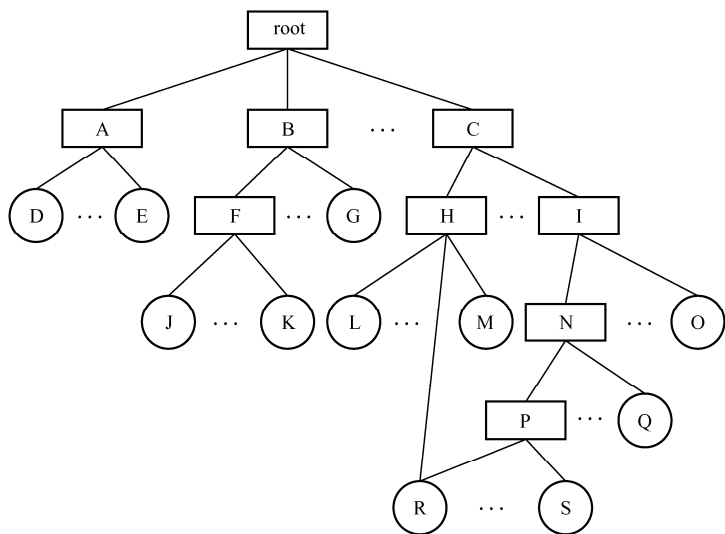 root
A B ... C
D ... E F ... G H ... I
J ... K L ... M N ... O
P ... Q
R ... S